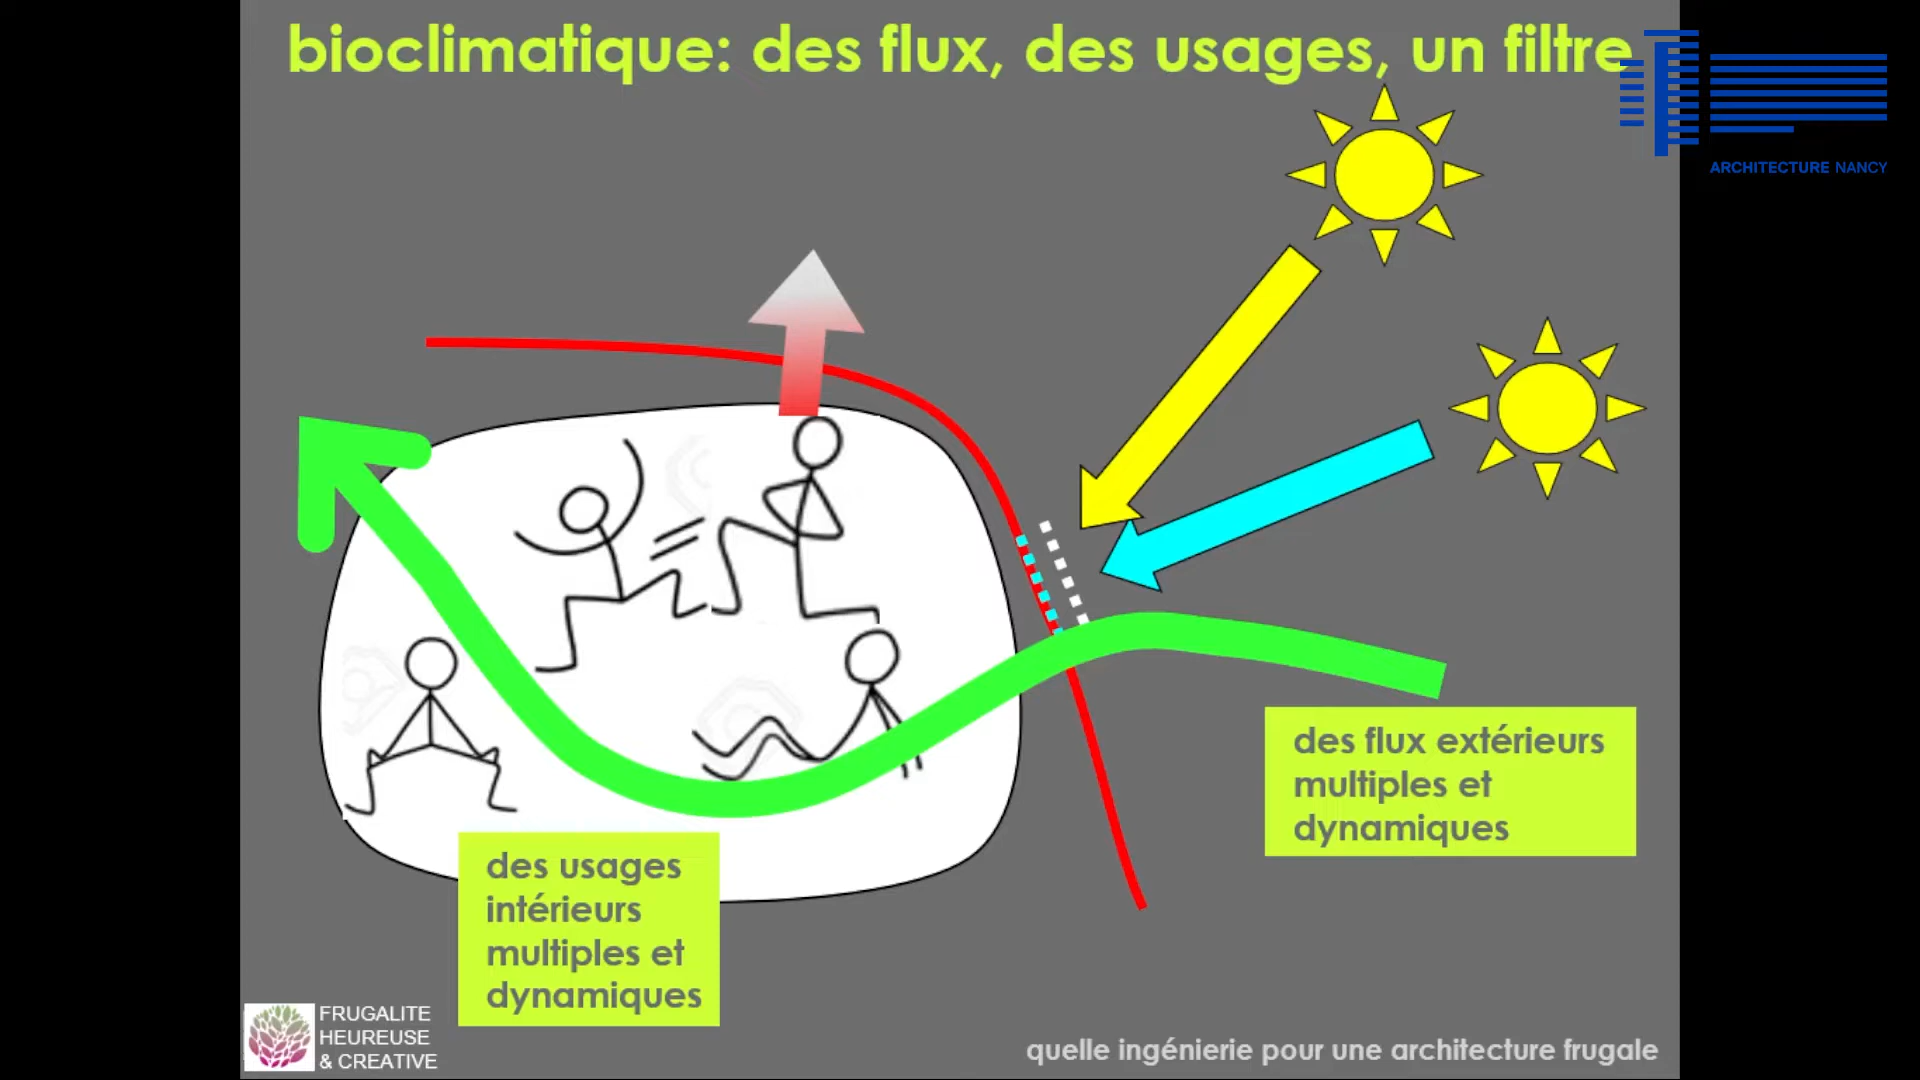 bioclimatique: des flux, des usages, un filtre
ARCHITECTURE NANCY
des flux extérieurs
multiples et
dynamiques
des usages
intérieurs
multiples et
dynamiques
FRUGALITE
HEUREUSE
& CREATIVE
quelle ingénierie pour une architecture frugale